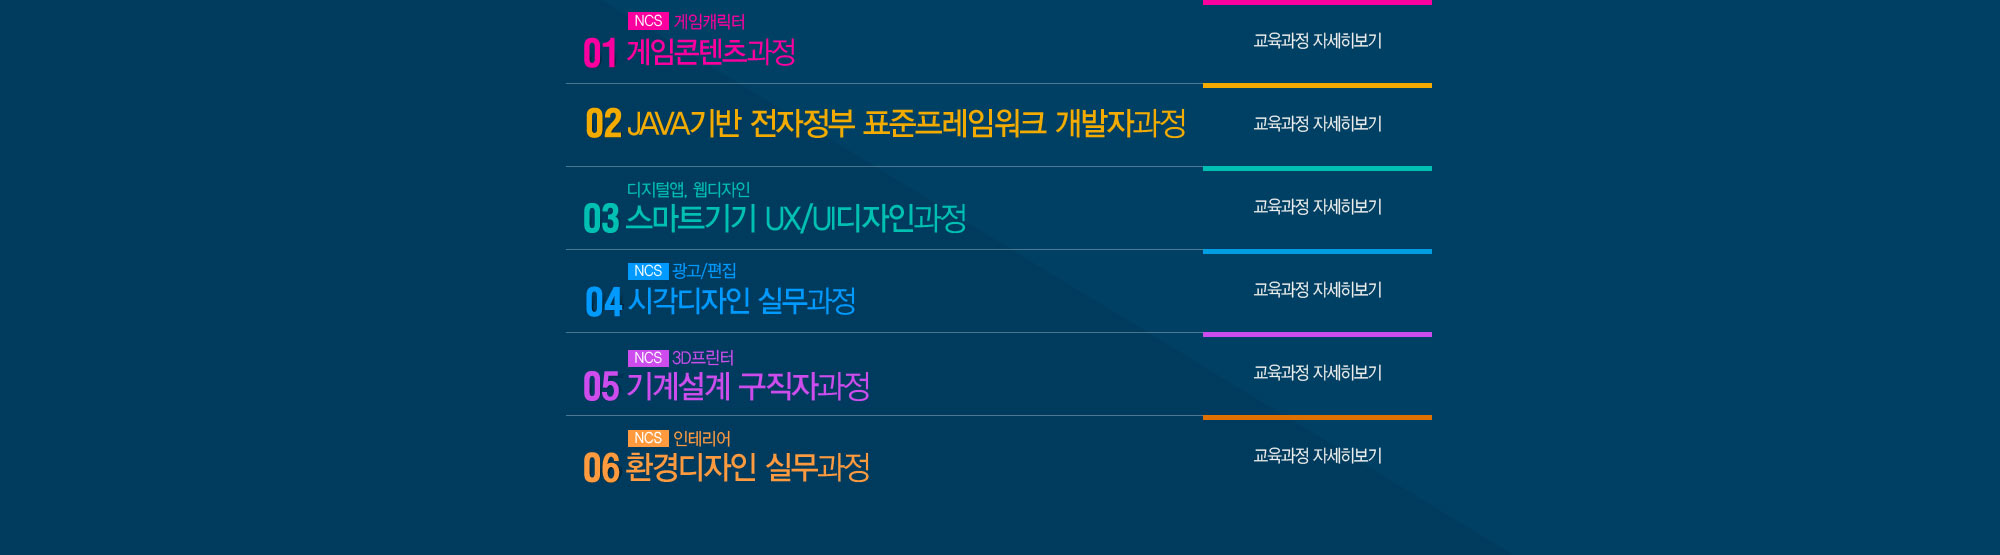 NCS 게임캐릭터
01 게임콘텐츠과정
교육과정 자세히보기
02 JAVA기반 전자정부 표준프레임워크 개발자과정
교육과정 자세히보기
디지털앱, 웹디자인
03 스마트기기 UX/UI디자인과정
교육과정 자세히보기
NCS 광고/편집
04 시각디자인 실무과정
교육과정 자세히보기
NCS 3D프린터
05 기계설계 구직자과정
교육과정 자세히보기
NCS 인테리어
06 환경디자인 실무과정
교육과정 자세히보기